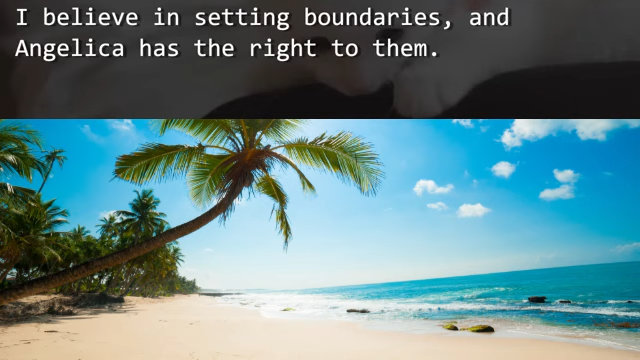 I believe in setting boundaries, and
Angelica has the right to them.